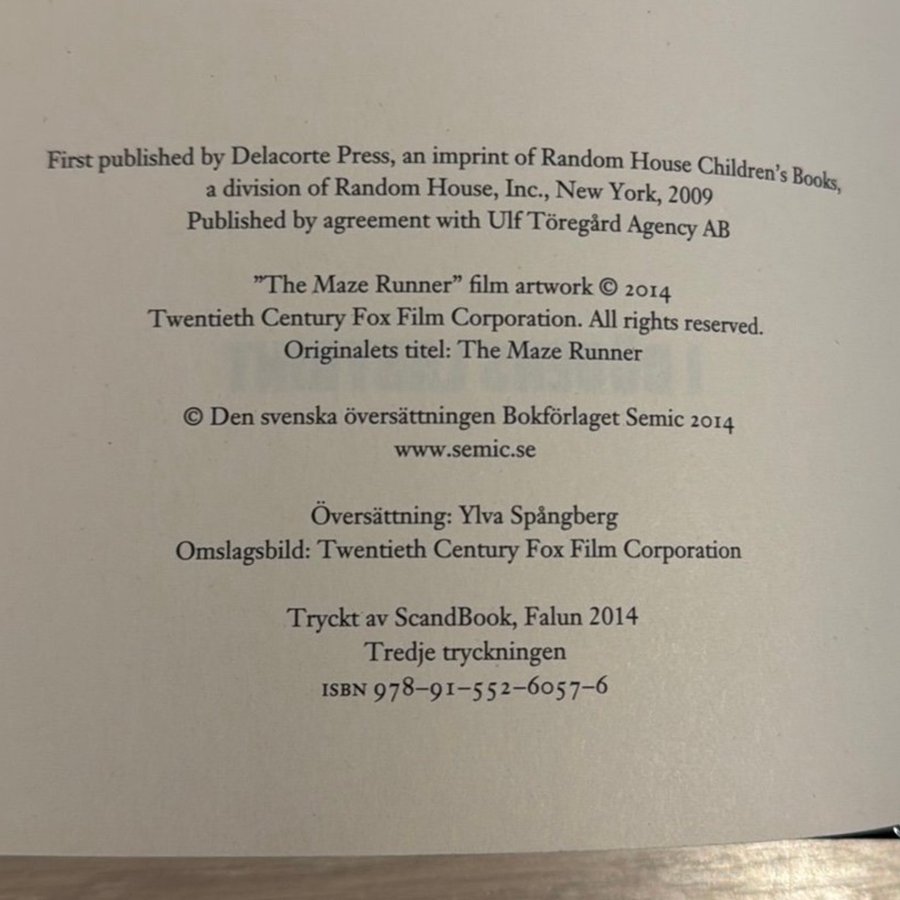 First published by Delacorte Press, an imprint of Random House Children's Books,
a division of Random House, Inc., New York, 2009
Published by agreement with Ulf Töregård Agency AB
”The Maze Runner” film artwork © 2014
Twentieth Century Fox Film Corporation. All rights reserved.
Originalets titel: The Maze Runner
© Den svenska översättningen Bokförlaget Semic 2014
www.semic.se
Översättning: Ylva Spångberg
Omslagsbild: Twentieth Century Fox Film Corporation
Tryckt av ScandBook, Falun 2014
Tredje tryckningen
ISBN 978–91–552–6057–6